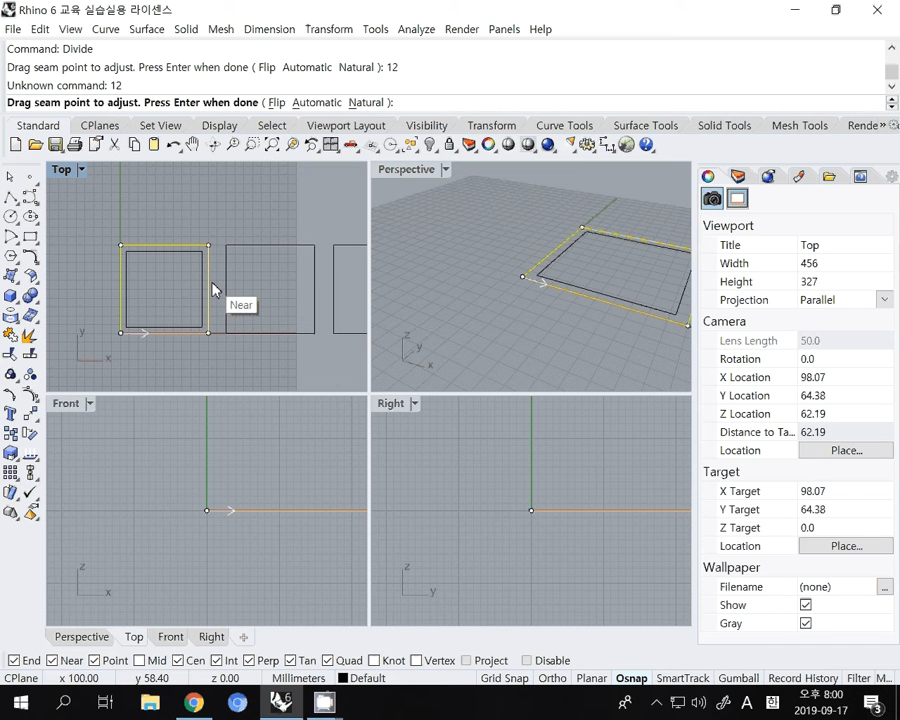 Rhino 6 교육 실습실용 라이센스
File Edit View Curve Surface Solid Mesh Dimension Transform Tools Analyze Render Panels Help
Command: Divide
Drag seam point to adjust. Press Enter when done ( Flip Automatic Natural ): 12
Unknown command: 12
Drag seam point to adjust. Press Enter when done ( Flip Automatic Natural ):
Standard CPlanes Set View Display Select Viewport Layout Visibility Transform Curve Tools Surface Tools Solid Tools Mesh Tools Rende »
Top
Perspective
Near
y
x
z
y
x
Front
Right
z
x
z
y
Viewport
Title Top
Width 456
Height 327
Projection Parallel
Camera
Lens Length 50.0
Rotation 0.0
X Location 98.07
Y Location 64.38
Z Location 62.19
Distance to Ta... 62.19
Location Place...
Target
X Target 98.07
Y Target 64.38
Z Target 0.0
Location Place...
Wallpaper
Filename (none) ...
Show
Gray
Perspective Top Front Right
End Near Point Mid Cen Int Perp Tan Quad Knot Vertex Project Disable
CPlane x 100.00 y 58.40 z 0.00 Millimeters Default Grid Snap Ortho Planar Osnap SmartTrack Gumball Record History Filter M...
A 오후 8:00
2019-09-17
3